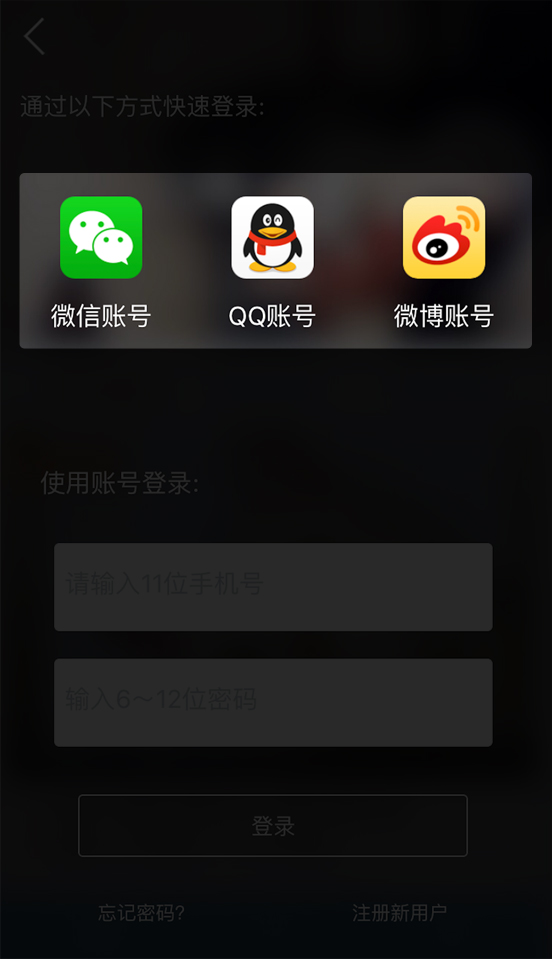 通过以下方式快速登录:
微信账号 QQ账号 微博账号
使用账号登录:
请输入11位手机号
输入6～12位密码
登录
忘记密码? 注册新用户